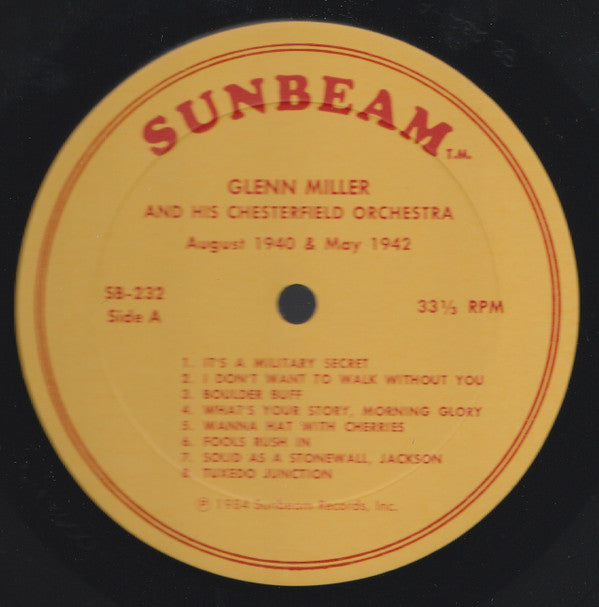 SUNBEAM T.M.
GLENN MILLER
AND HIS CHESTERFIELD ORCHESTRA
August 1940 & May 1942
SB-232
Side A
33⅓ RPM
1. IT'S A MILITARY SECRET
2. I DON'T WANT TO WALK WITHOUT YOU
3. BOULDER BUFF
4. WHAT'S YOUR STORY, MORNING GLORY
5. WANNA HAT WITH CHERRIES
6. FOOLS RUSH IN
7. SOLID AS A STONEWALL, JACKSON
8. TUXEDO JUNCTION
℗ 1984 Sunbeam Records, Inc.